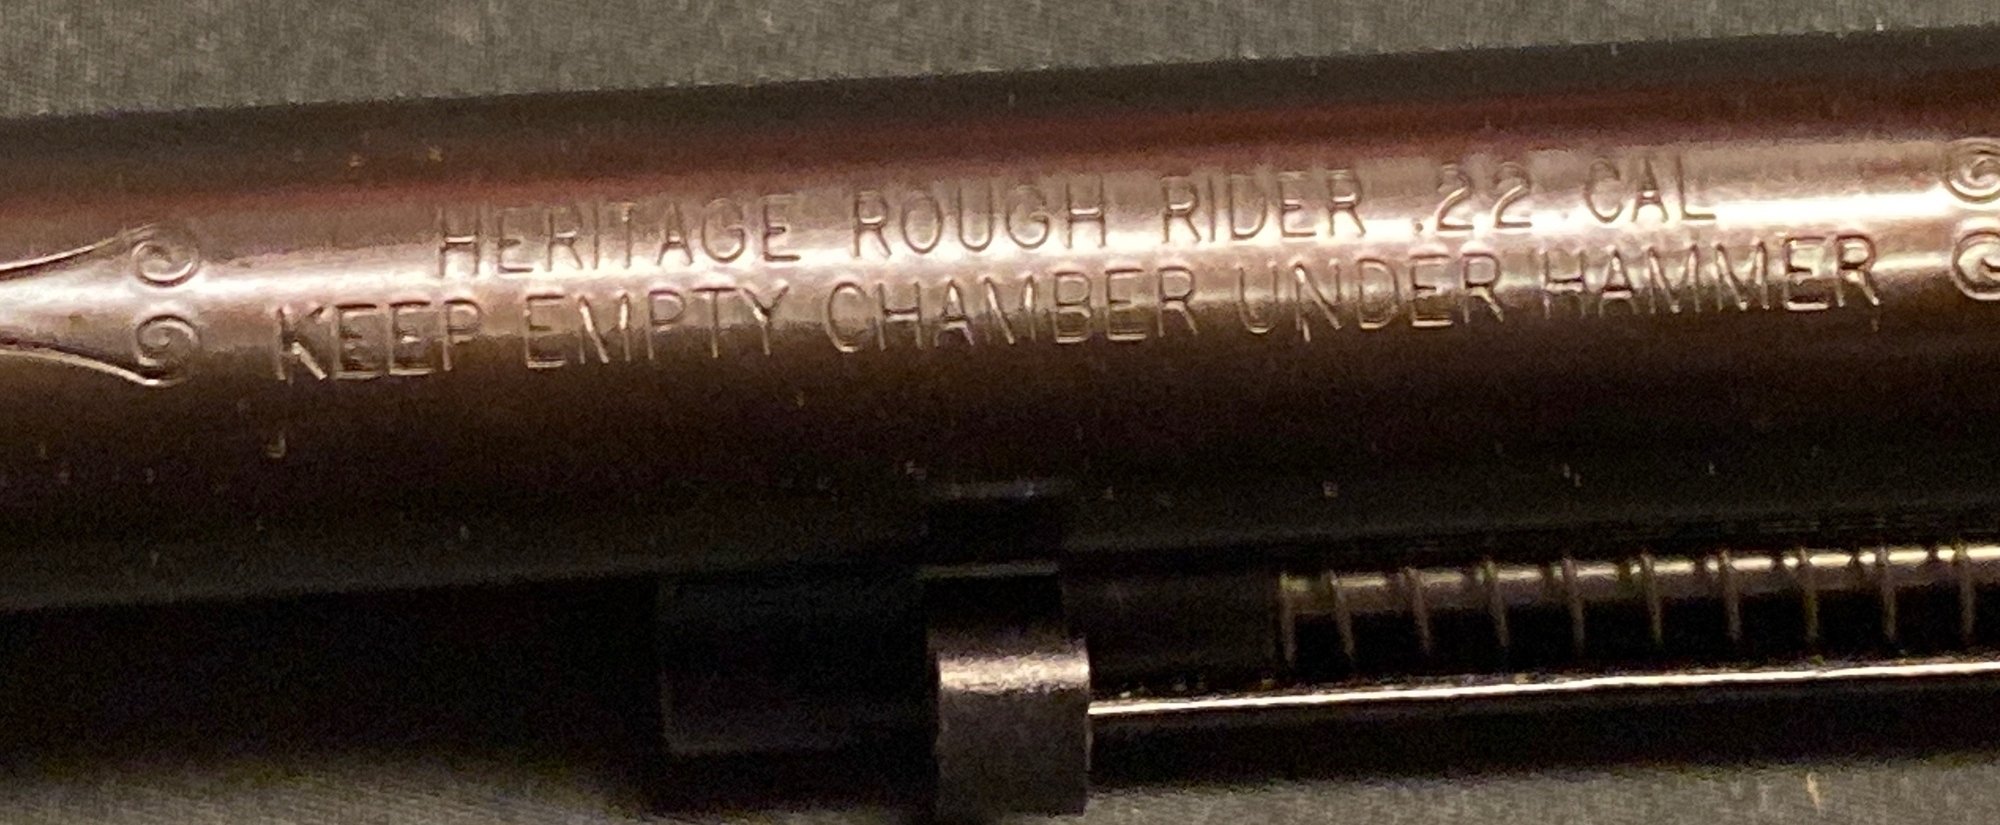 HERITAGE ROUGH RIDER .22 CAL
KEEP EMPTY CHAMBER UNDER HAMMER